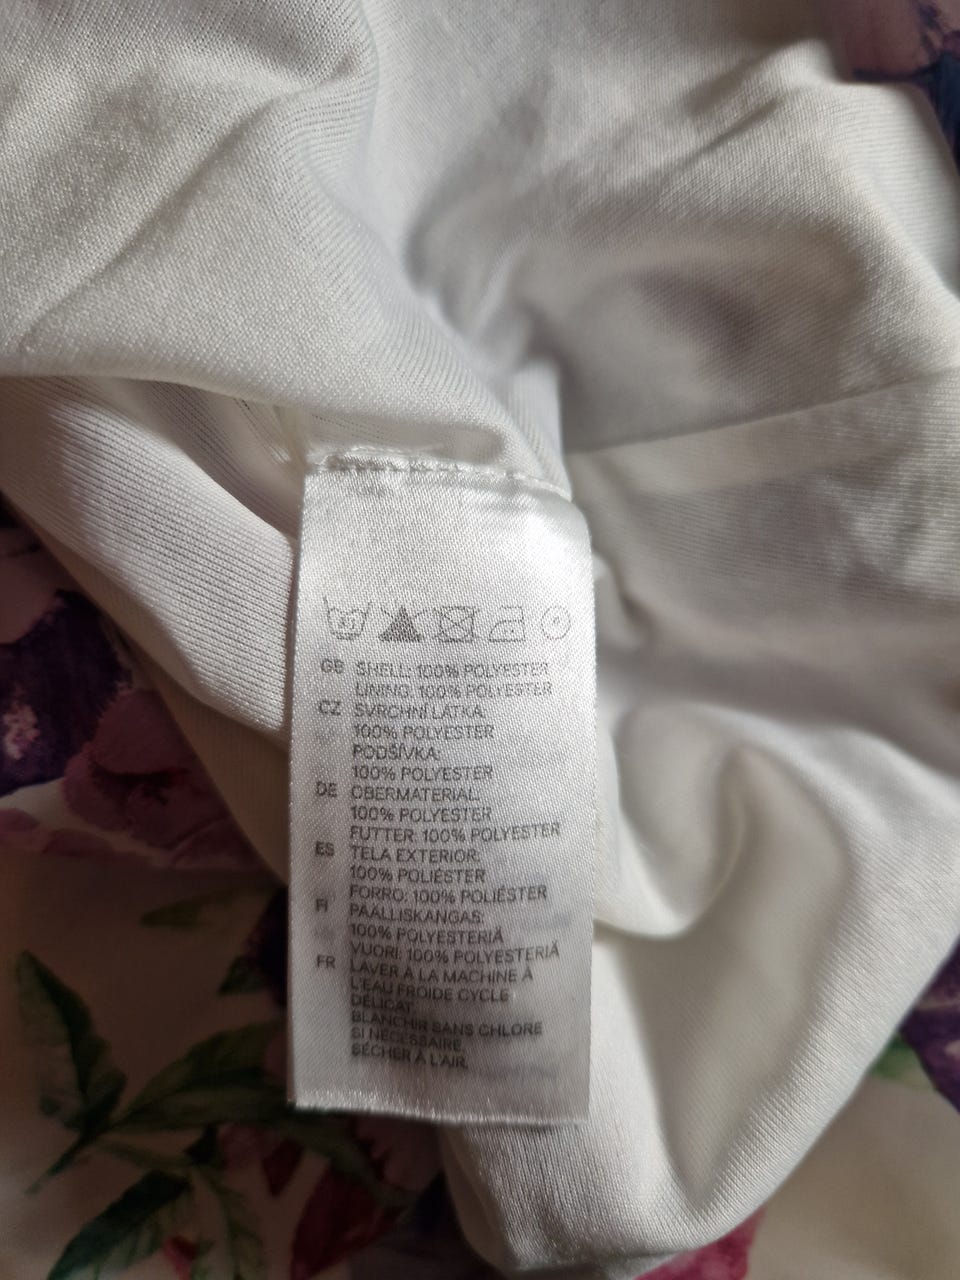 GB SHELL: 100% POLYESTER
LINING: 100% POLYESTER
CZ SVRCHNÍ LÁTKA:
100% POLYESTER
PODŠÍVKA:
100% POLYESTER
DE OBERMATERIAL:
100% POLYESTER
FUTTER: 100% POLYESTER
ES TELA EXTERIOR:
100% POLIÉSTER
FORRO: 100% POLIÉSTER
FI PÄÄLLISKANGAS:
100% POLYESTERIÄ
VUORI: 100% POLYESTERIÄ
FR LAVER À LA MACHINE À
L'EAU FROIDE CYCLE
DÉLICAT.
BLANCHIR SANS CHLORE
SI NÉCESSAIRE.
SÉCHER À L'AIR.